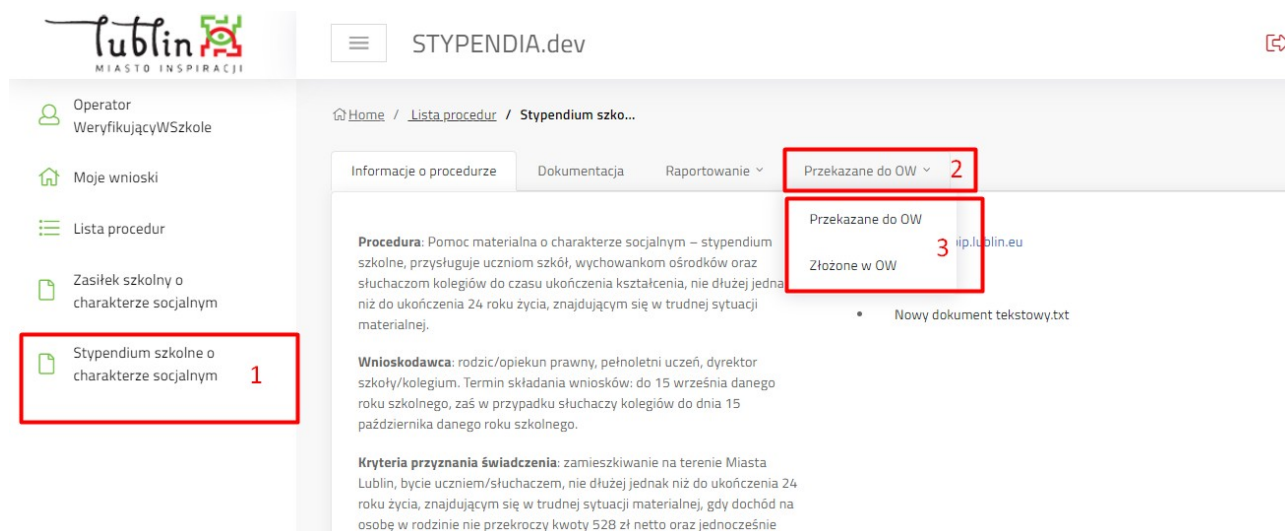 lublin
MIASTO INSPIRACJI
STYPENDIA.dev
Operator
WeryfikującyWSzkole
Moje wnioski
Lista procedur
Zasiłek szkolny o
charakterze socjalnym
Stypendium szkolne o
charakterze socjalnym
1
Home / Lista procedur / Stypendium szko...
Informacje o procedurze
Dokumentacja
Raportowanie
Przekazane do OW
2
Przekazane do OW
Złożone w OW
3
Procedura: Pomoc materialna o charakterze socjalnym – stypendium
szkolne, przysługuje uczniom szkół, wychowankom ośrodków oraz
słuchaczom kolegiów do czasu ukończenia kształcenia, nie dłużej jedna
niż do ukończenia 24 roku życia, znajdującym się w trudnej sytuacji
materialnej.
Wnioskodawca: rodzic/opiekun prawny, pełnoletni uczeń, dyrektor
szkoły/kolegium. Termin składania wniosków: do 15 września danego
roku szkolnego, zaś w przypadku słuchaczy kolegiów do dnia 15
października danego roku szkolnego.
Kryteria przyznania świadczenia: zamieszkiwanie na terenie Miasta
Lublin, bycie uczniem/słuchaczem, nie dłużej jednak niż do ukończenia 24
roku życia, znajdującym się w trudnej sytuacji materialnej, gdy dochód na
osobę w rodzinie nie przekroczy kwoty 528 zł netto oraz jednocześnie
ip.lublin.eu
• Nowy dokument tekstowy.txt